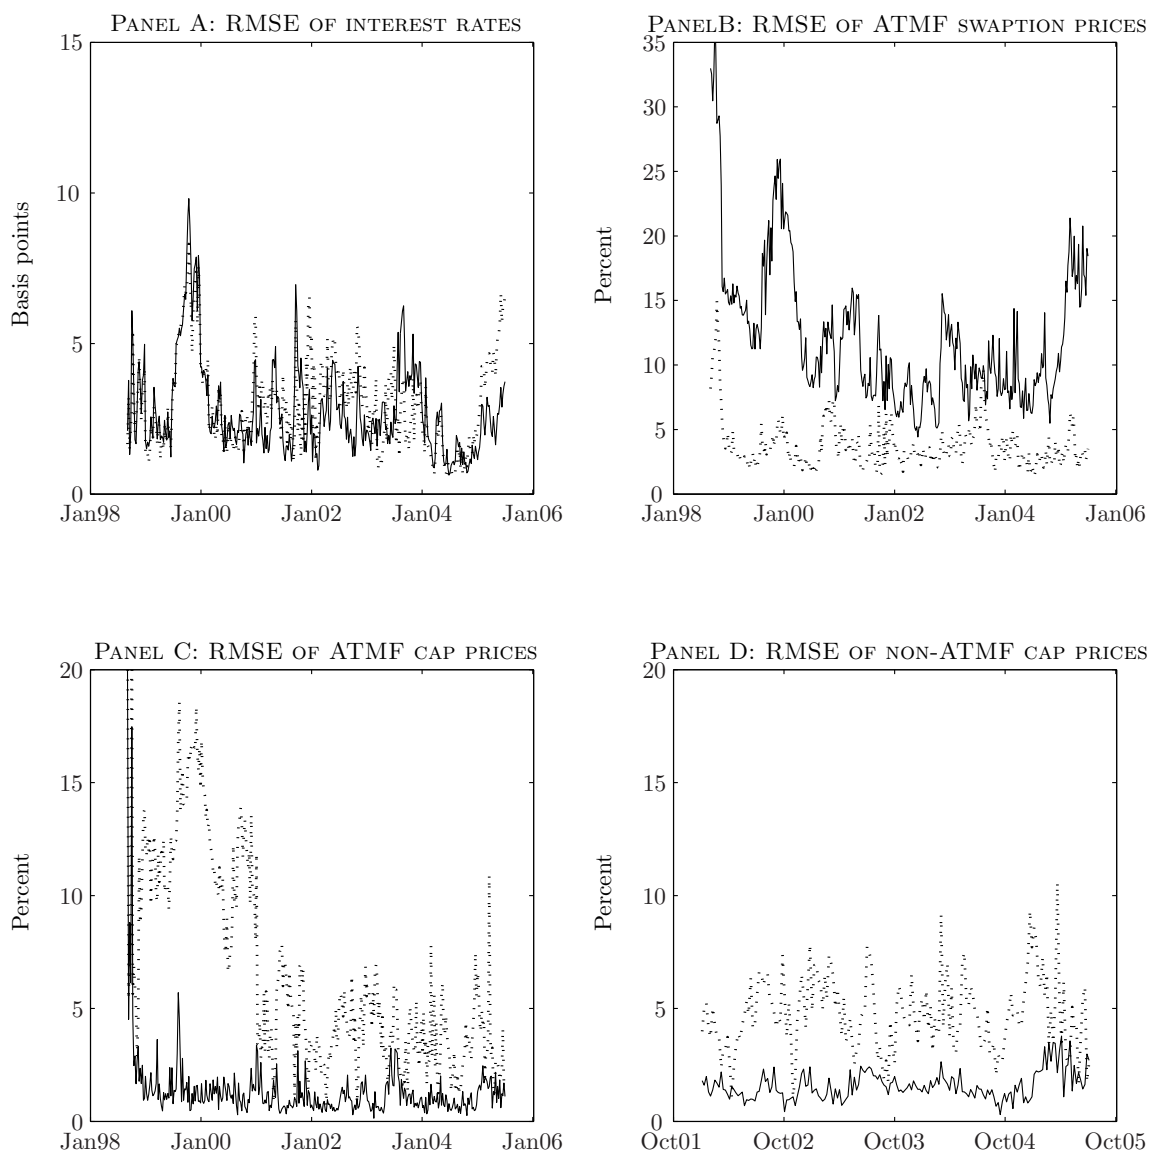 PANEL A: RMSE OF INTEREST RATES
15
10
5
0
Basis points
Jan98 Jan00 Jan02 Jan04 Jan06
PANELB: RMSE OF ATMF SWAPTION PRICES
35
30
25
20
15
10
5
0
Percent
Jan98 Jan00 Jan02 Jan04 Jan06
PANEL C: RMSE OF ATMF CAP PRICES
20
15
10
5
0
Percent
Jan98 Jan00 Jan02 Jan04 Jan06
PANEL D: RMSE OF NON-ATMF CAP PRICES
20
15
10
5
0
Percent
Oct01 Oct02 Oct03 Oct04 Oct05